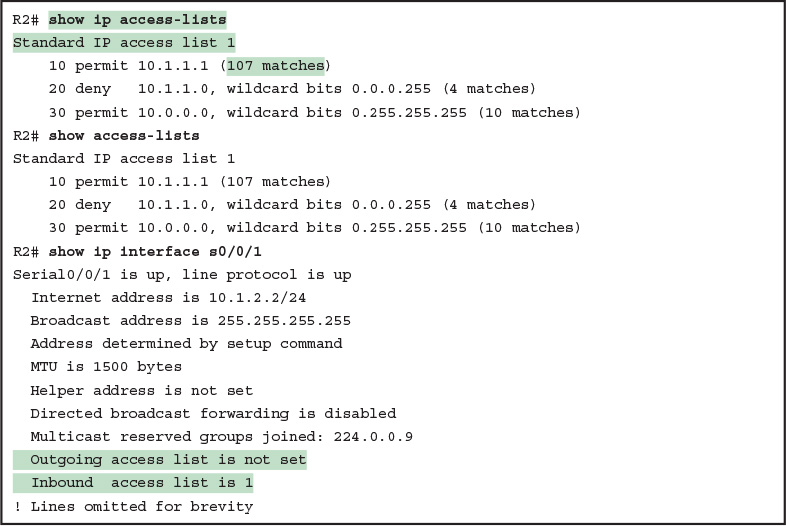 R2# show ip access-lists
Standard IP access list 1
    10 permit 10.1.1.1 (107 matches)
    20 deny   10.1.1.0, wildcard bits 0.0.0.255 (4 matches)
    30 permit 10.0.0.0, wildcard bits 0.255.255.255 (10 matches)
R2# show access-lists
Standard IP access list 1
    10 permit 10.1.1.1 (107 matches)
    20 deny   10.1.1.0, wildcard bits 0.0.0.255 (4 matches)
    30 permit 10.0.0.0, wildcard bits 0.255.255.255 (10 matches)
R2# show ip interface s0/0/1
Serial0/0/1 is up, line protocol is up
  Internet address is 10.1.2.2/24
  Broadcast address is 255.255.255.255
  Address determined by setup command
  MTU is 1500 bytes
  Helper address is not set
  Directed broadcast forwarding is disabled
  Multicast reserved groups joined: 224.0.0.9
  Outgoing access list is not set
  Inbound  access list is 1
! Lines omitted for brevity